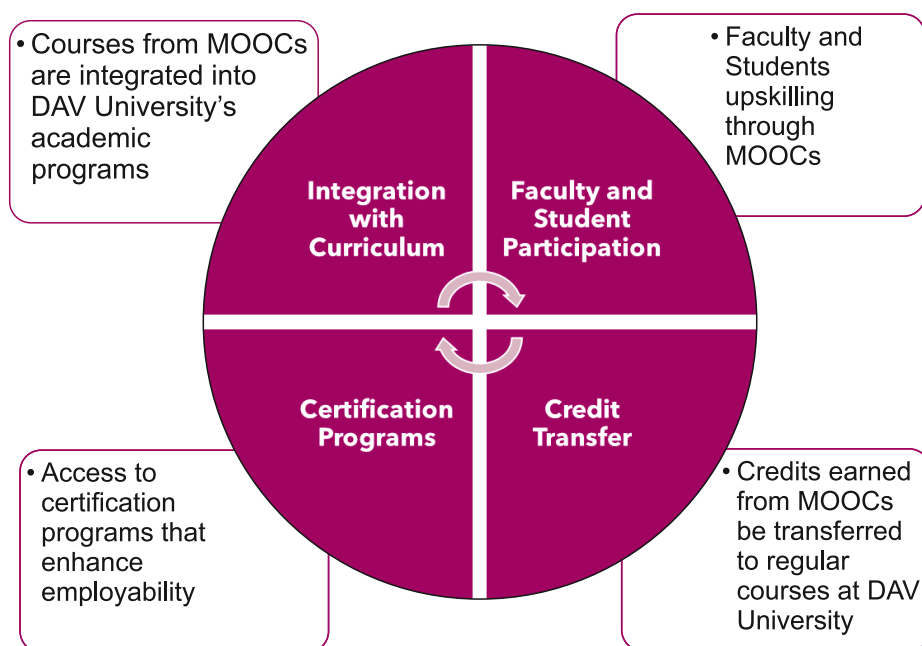 • Courses from MOOCs
are integrated into
DAV University’s
academic
programs
• Faculty and
Students
upskilling
through
MOOCs
Integration
with
Curriculum
Faculty and
Student
Participation
Certification
Programs
Credit
Transfer
• Access to
certification
programs that
enhance
employability
• Credits earned
from MOOCs
be transferred
to regular
courses at DAV
University